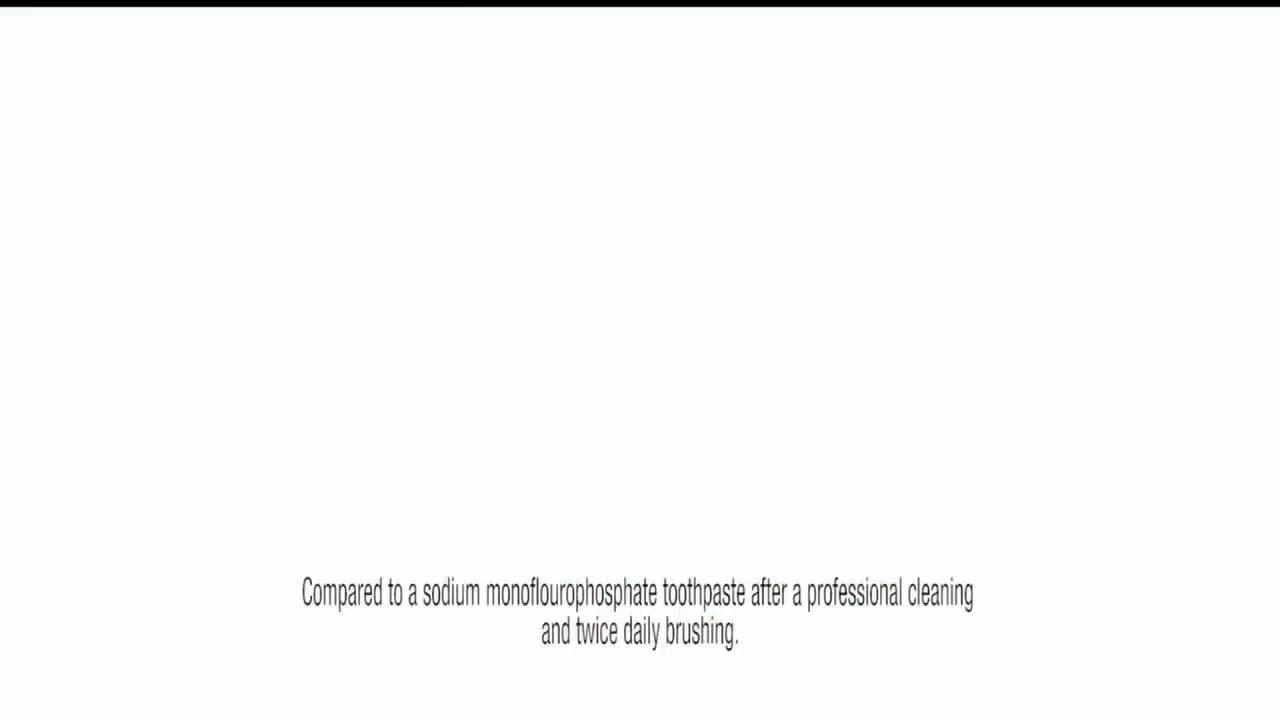 Compared to a sodium monoflourophosphate toothpaste after a professional cleaning
and twice daily brushing.